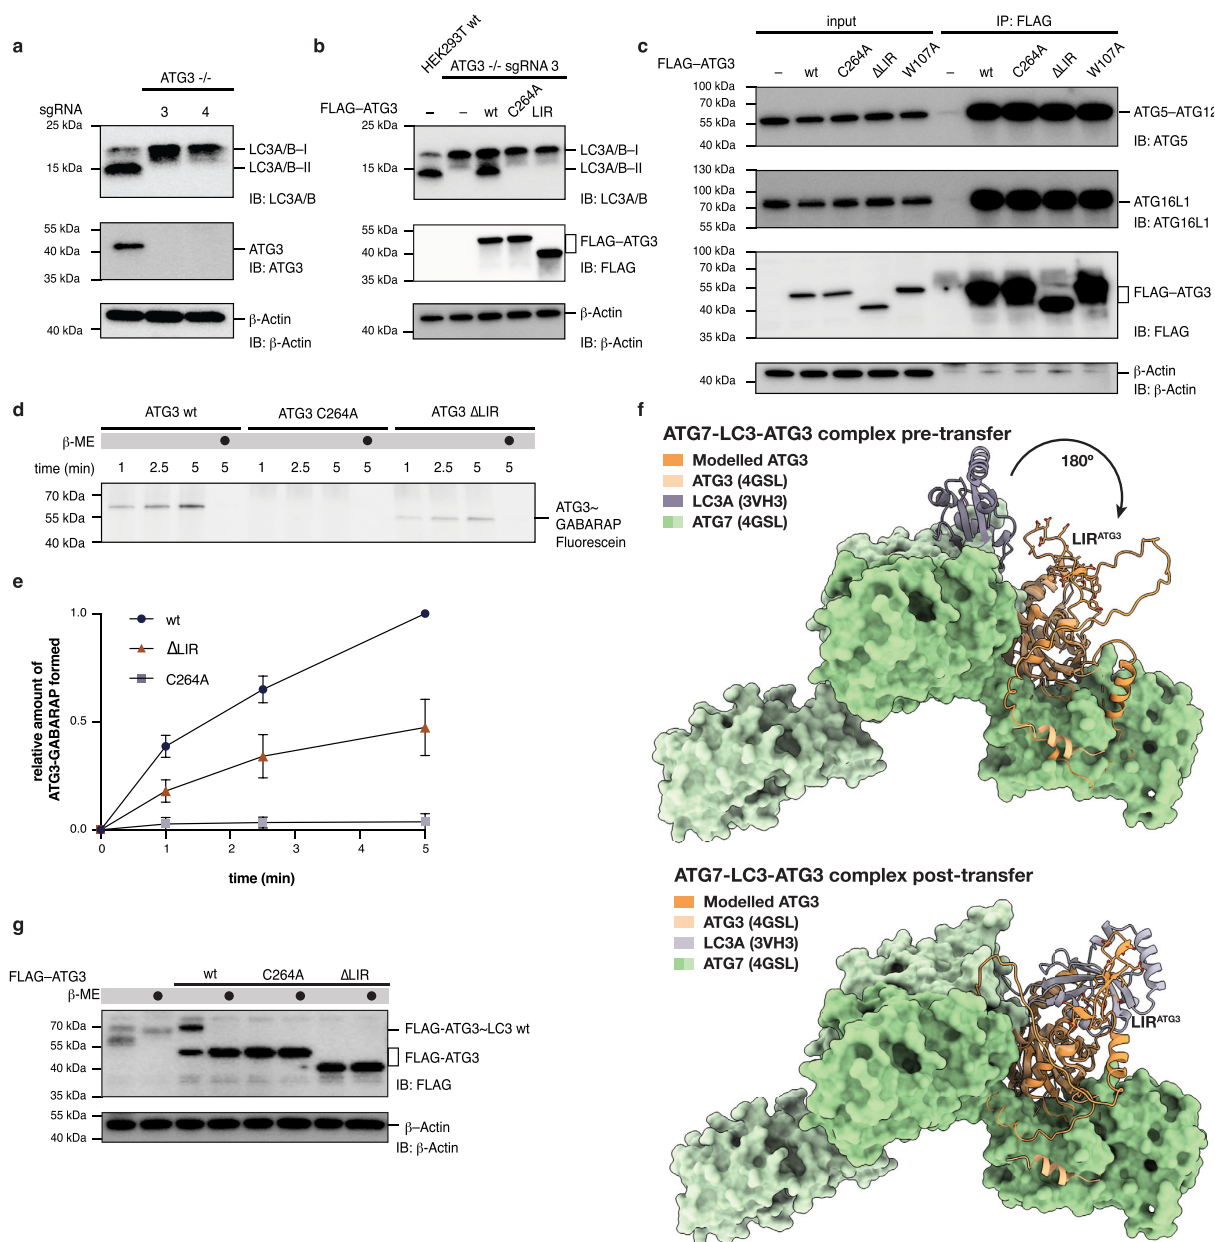 a
ATG3 -/-
sgRNA 3 4
25 kDa
15 kDa
LC3A/B–I
LC3A/B–II
IB: LC3A/B
55 kDa
40 kDa
35 kDa
ATG3
IB: ATG3
40 kDa
β-Actin
IB: β-Actin
b
HEK293T wt
ATG3 -/- sgRNA 3
FLAG–ATG3 – – wt C264A LIR
25 kDa
15 kDa
LC3A/B–I
LC3A/B–II
IB: LC3A/B
55 kDa
40 kDa
35 kDa
FLAG–ATG3
IB: FLAG
40 kDa
β-Actin
IB: β-Actin
c
input IP: FLAG
FLAG–ATG3 – wt C264A ΔLIR W107A – wt C264A ΔLIR W107A
100 kDa
70 kDa
55 kDa
40 kDa
ATG5–ATG12
IB: ATG5
130 kDa
100 kDa
70 kDa
55 kDa
ATG16L1
IB: ATG16L1
100 kDa
70 kDa
55 kDa
40 kDa
35 kDa
FLAG–ATG3
IB: FLAG
40 kDa
β-Actin
IB: β-Actin
d
ATG3 wt ATG3 C264A ATG3 ΔLIR
β-ME
time (min) 1 2.5 5 5 1 2.5 5 5 1 2.5 5 5
70 kDa
55 kDa
40 kDa
ATG3~
GABARAP
Fluorescein
e
relative amount of
ATG3-GABARAP formed
1.0
0.5
0.0
wt
ΔLIR
C264A
0 1 2 3 4 5
time (min)
f
ATG7-LC3-ATG3 complex pre-transfer
Modelled ATG3
ATG3 (4GSL)
LC3A (3VH3)
ATG7 (4GSL)
180º
LIRATG3
ATG7-LC3-ATG3 complex post-transfer
Modelled ATG3
ATG3 (4GSL)
LC3A (3VH3)
ATG7 (4GSL)
LIRATG3
g
FLAG–ATG3 wt C264A ΔLIR
β-ME
70 kDa
55 kDa
40 kDa
35 kDa
FLAG-ATG3~LC3 wt
FLAG-ATG3
IB: FLAG
55 kDa
40 kDa
β–Actin
IB: β-Actin